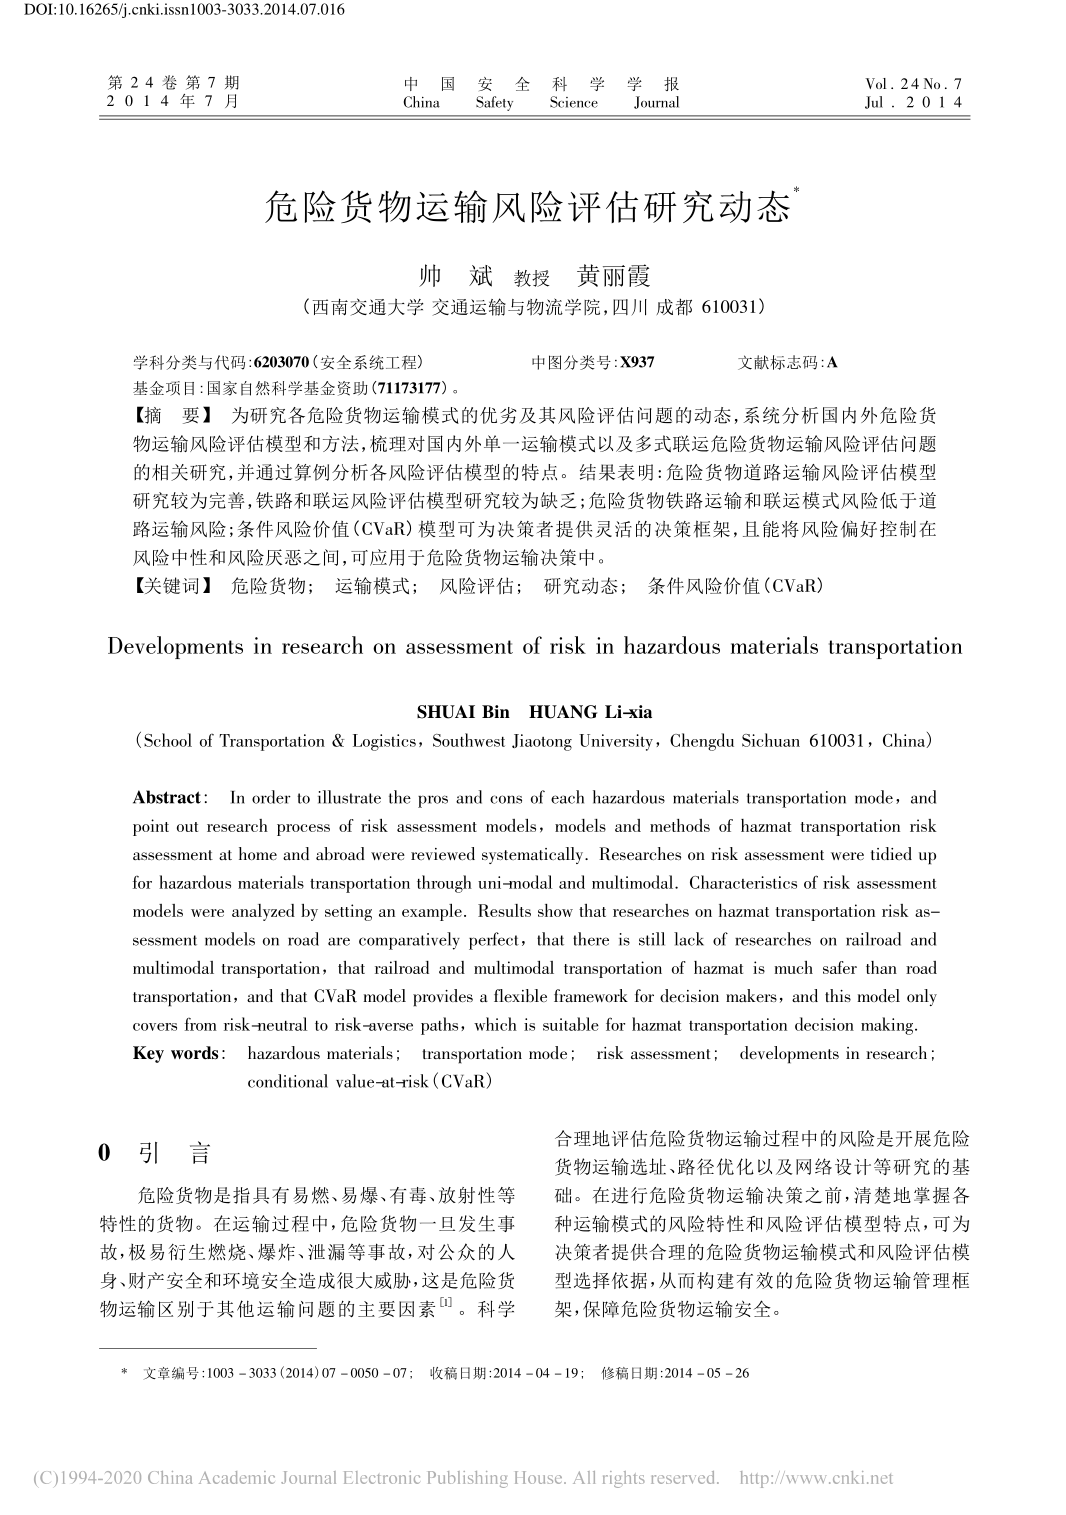 DOI:10.16265/j.cnki.issn1003-3033.2014.07.016
第24卷第7期
2014年7月
中国安全科学学报
China Safety Science Journal
Vol. 24 No. 7
Jul. 2014
危险货物运输风险评估研究动态*
帅 斌 教授 黄丽霞
(西南交通大学 交通运输与物流学院,四川 成都 610031)
学科分类与代码:6203070(安全系统工程) 中图分类号:X937 文献标志码:A
基金项目:国家自然科学基金资助(71173177)。
【摘 要】 为研究各危险货物运输模式的优劣及其风险评估问题的动态,系统分析国内外危险货
物运输风险评估模型和方法,梳理对国内外单一运输模式以及多式联运危险货物运输风险评估问题
的相关研究,并通过算例分析各风险评估模型的特点。结果表明:危险货物道路运输风险评估模型
研究较为完善,铁路和联运风险评估模型研究较为缺乏;危险货物铁路运输和联运模式风险低于道
路运输风险;条件风险价值(CVaR)模型可为决策者提供灵活的决策框架,且能将风险偏好控制在
风险中性和风险厌恶之间,可应用于危险货物运输决策中。
【关键词】 危险货物; 运输模式; 风险评估; 研究动态; 条件风险价值(CVaR)
Developments in research on assessment of risk in hazardous materials transportation
SHUAI Bin HUANG Li-xia
(School of Transportation & Logistics, Southwest Jiaotong University, Chengdu Sichuan 610031, China)
Abstract: In order to illustrate the pros and cons of each hazardous materials transportation mode, and
point out research process of risk assessment models, models and methods of hazmat transportation risk
assessment at home and abroad were reviewed systematically. Researches on risk assessment were tidied up
for hazardous materials transportation through uni-modal and multimodal. Characteristics of risk assessment
models were analyzed by setting an example. Results show that researches on hazmat transportation risk as-
sessment models on road are comparatively perfect, that there is still lack of researches on railroad and
multimodal transportation, that railroad and multimodal transportation of hazmat is much safer than road
transportation, and that CVaR model provides a flexible framework for decision makers, and this model only
covers from risk-neutral to risk-averse paths, which is suitable for hazmat transportation decision making.
Key words: hazardous materials; transportation mode; risk assessment; developments in research;
conditional value-at-risk(CVaR)
0 引 言
危险货物是指具有易燃、易爆、有毒、放射性等
特性的货物。在运输过程中,危险货物一旦发生事
故,极易衍生燃烧、爆炸、泄漏等事故,对公众的人
身、财产安全和环境安全造成很大威胁,这是危险货
物运输区别于其他运输问题的主要因素[1]。科学
合理地评估危险货物运输过程中的风险是开展危险
货物运输选址、路径优化以及网络设计等研究的基
础。在进行危险货物运输决策之前,清楚地掌握各
种运输模式的风险特性和风险评估模型特点,可为
决策者提供合理的危险货物运输模式和风险评估模
型选择依据,从而构建有效的危险货物运输管理框
架,保障危险货物运输安全。
* 文章编号:1003-3033(2014)07-0050-07; 收稿日期:2014-04-19; 修稿日期:2014-05-26
(C)1994-2020 China Academic Journal Electronic Publishing House. All rights reserved. http://www.cnki.net